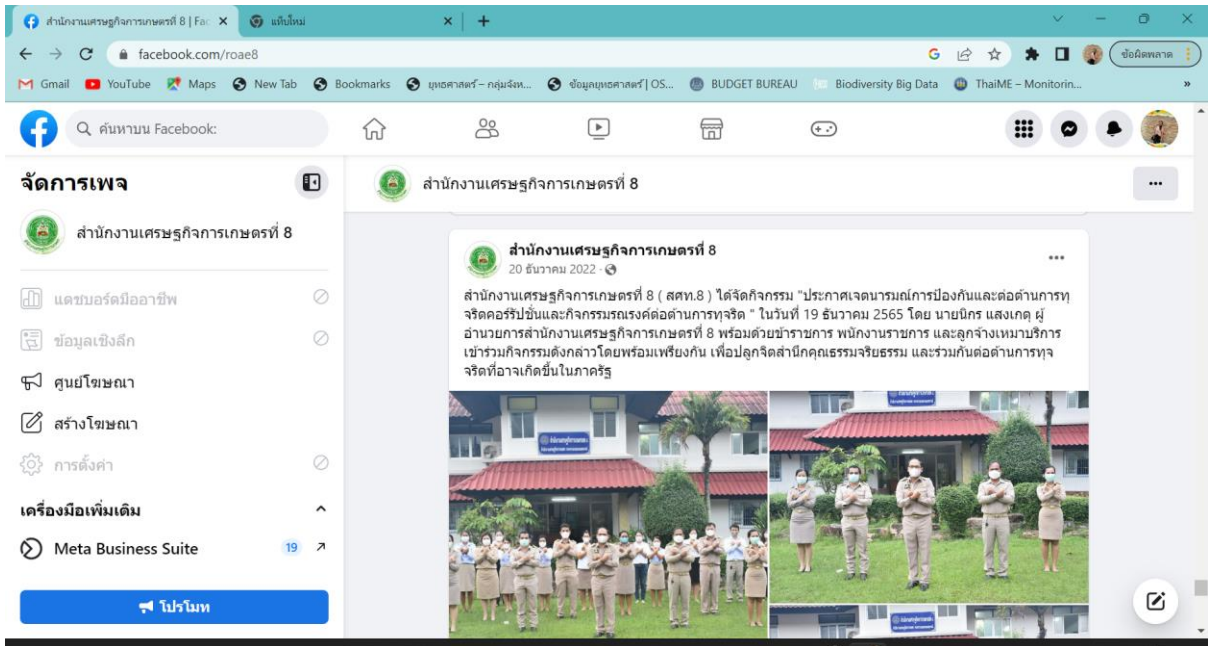 สำนักงานเศรษฐกิจการเกษตรที่ 8 | Fac
แท็บใหม่
facebook.com/roae8
ข้อผิดพลาด
Gmail
YouTube
Maps
New Tab
Bookmarks
ยุทธศาสตร์ – กลุ่มจัดห...
ข้อมูลยุทธศาสตร์ | OS...
BUDGET BUREAU
Biodiversity Big Data
ThaiME – Monitorin...
»
ค้นหาบน Facebook:
จัดการเพจ
สำนักงานเศรษฐกิจการเกษตรที่ 8
แดชบอร์ดมืออาชีพ
ข้อมูลเชิงลึก
ศูนย์โฆษณา
สร้างโฆษณา
การตั้งค่า
เครื่องมือเพิ่มเติม
Meta Business Suite 19
โปรโมท
สำนักงานเศรษฐกิจการเกษตรที่ 8
สำนักงานเศรษฐกิจการเกษตรที่ 8
20 ธันวาคม 2022 ·
สำนักงานเศรษฐกิจการเกษตรที่ 8 ( สศท.8 ) ได้จัดกิจกรรม "ประกาศเจตนารมณ์การป้องกันและต่อต้านการทุ
จริตคอร์รัปชั่นและกิจกรรมรณรงค์ต่อต้านการทุจริต " ในวันที่ 19 ธันวาคม 2565 โดย นายนิกร แสงเกตุ ผู้
อำนวยการสำนักงานเศรษฐกิจการเกษตรที่ 8 พร้อมด้วยข้าราชการ พนักงานราชการ และลูกจ้างเหมาบริการ
เข้าร่วมกิจกรรมดังกล่าวโดยพร้อมเพรียงกัน เพื่อปลูกจิตสำนึกคุณธรรมจริยธรรม และร่วมกันต่อต้านการทุจ
จริตที่อาจเกิดขึ้นในภาครัฐ